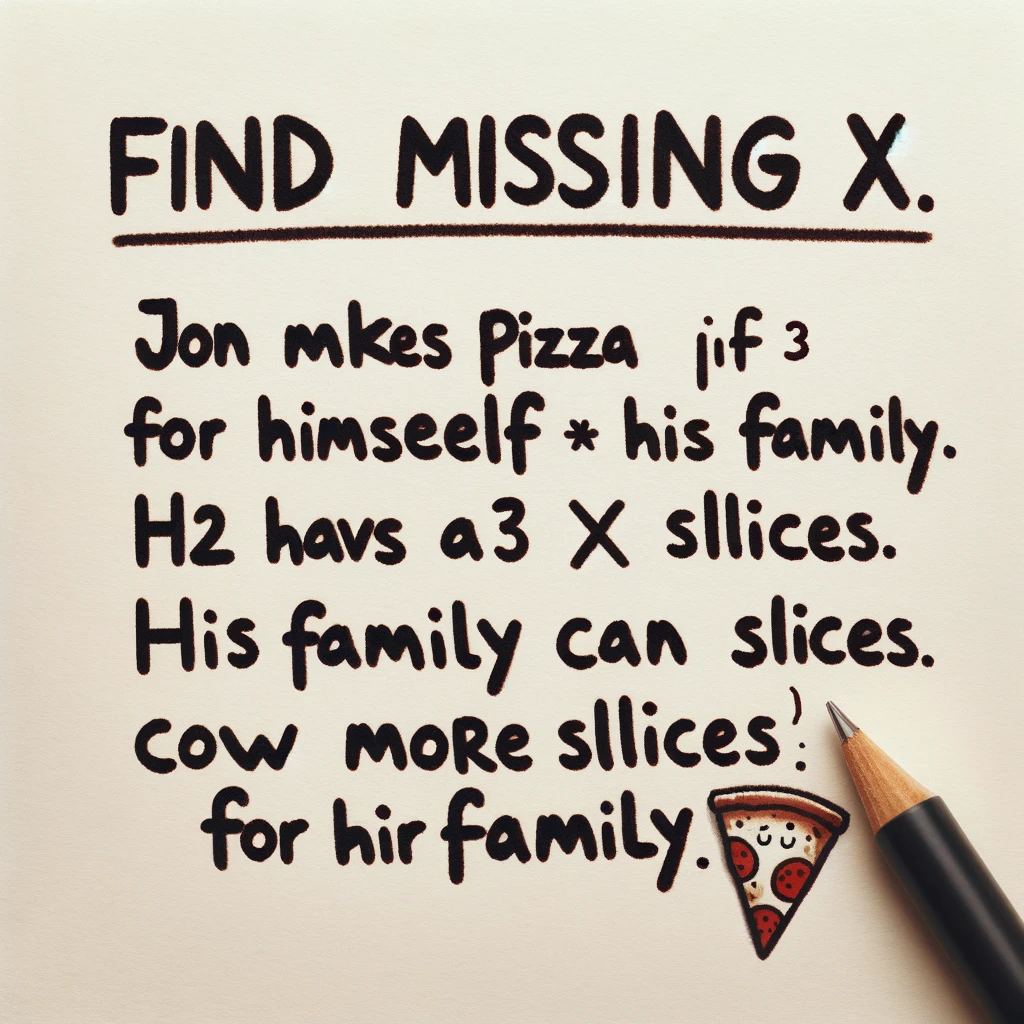 FIND MISSING X.
Jon mkes Pizza jif 3
for himseelf * his family.
H2 havs a 3 X sllices.
His family can slices.
cow moRe sllices!
for hir family.